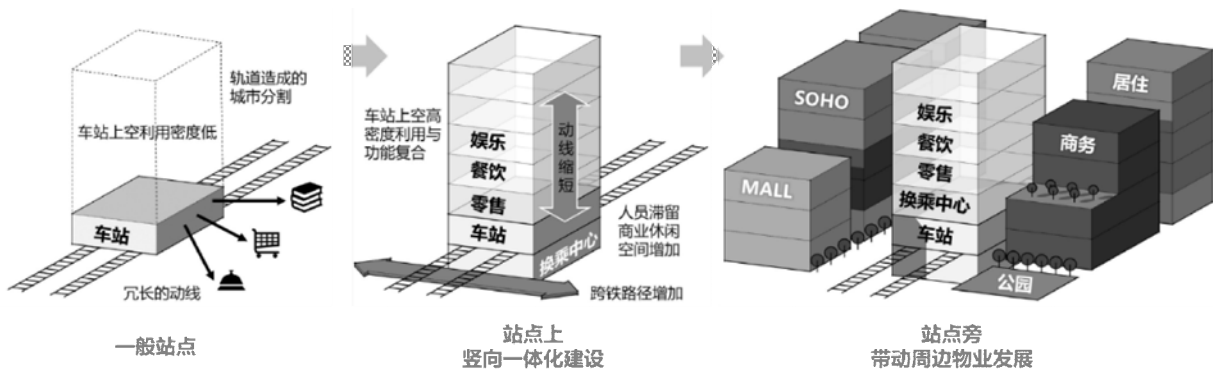 轨道造成的
城市分割
车站上空利用密度低
车站
冗长的动线
一般站点
车站上空高
密度利用与
功能复合
娱乐
餐饮
零售
车站
换乘中心
动线缩短
人员滞留
商业休闲
空间增加
跨铁路径增加
站点上
竖向一体化建设
SOHO
MALL
娱乐
餐饮
零售
换乘中心
车站
商务
居住
公园
站点旁
带动周边物业发展